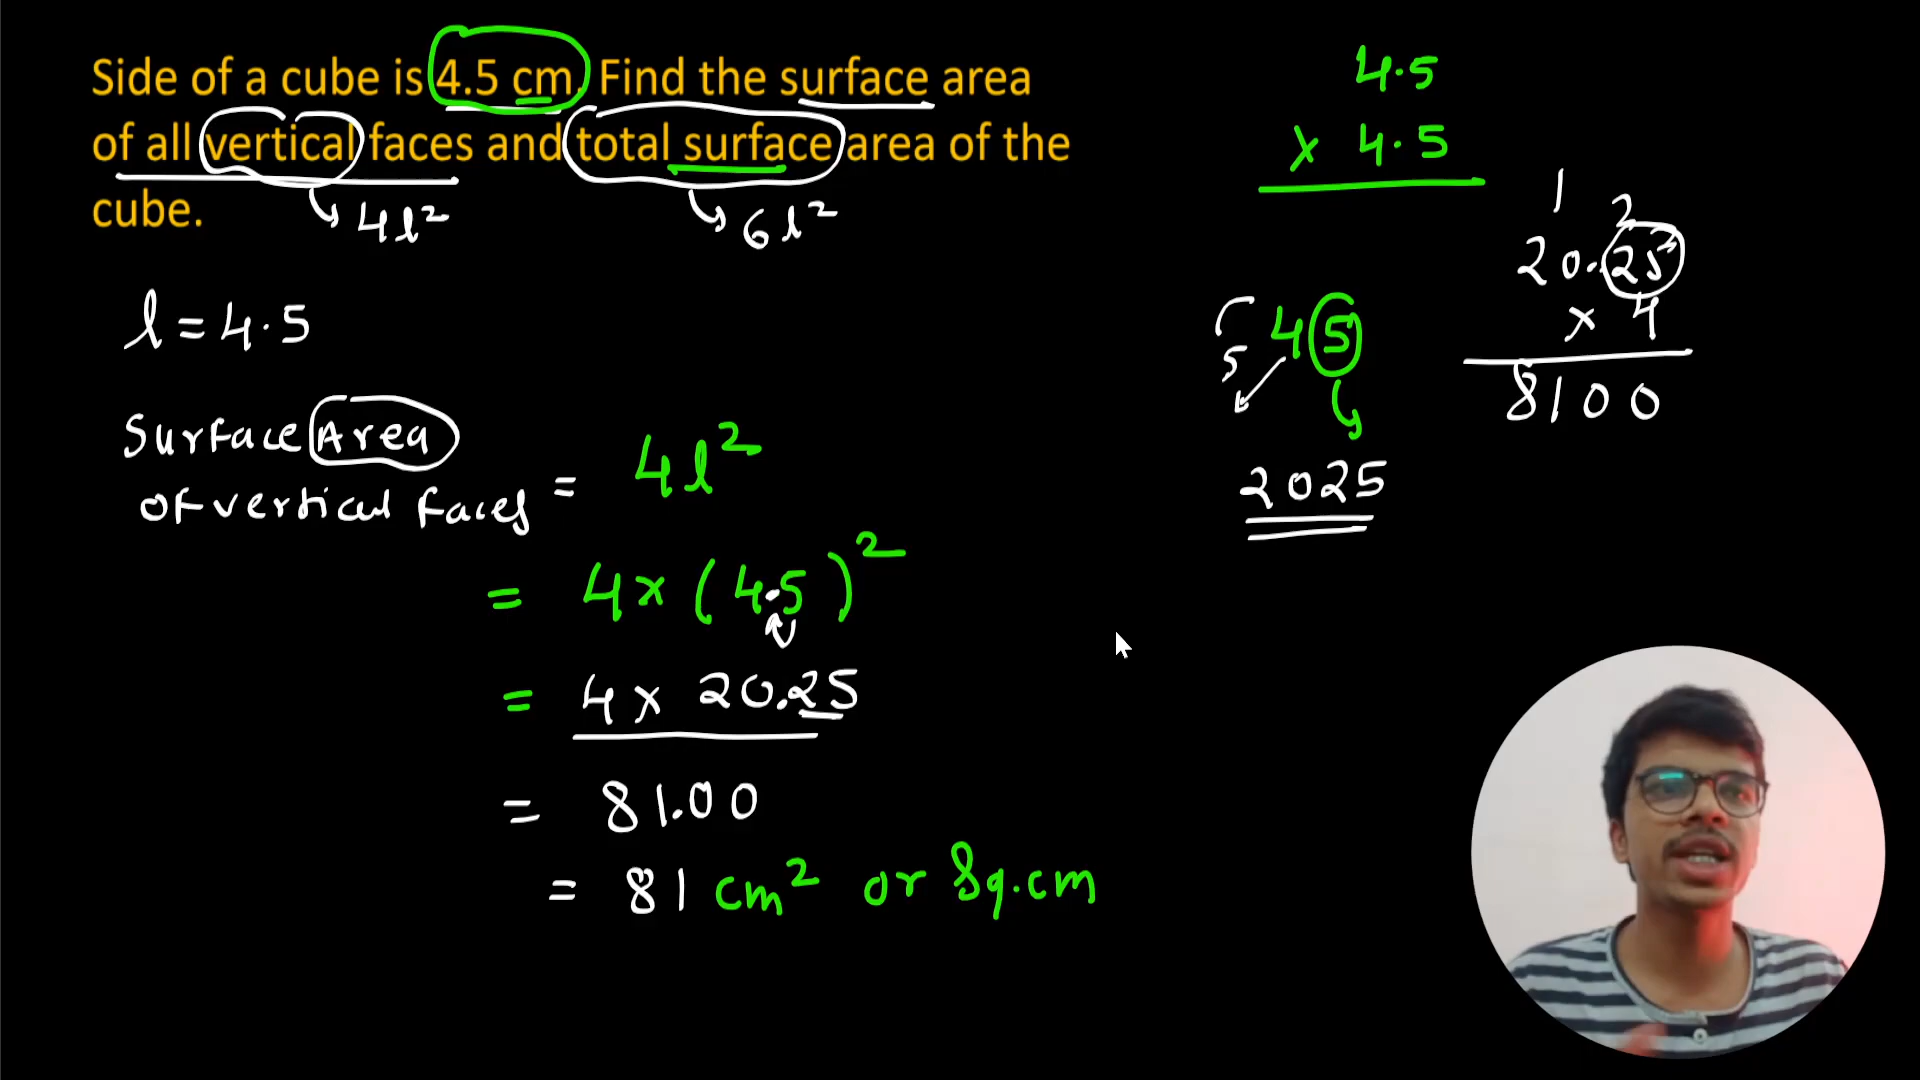 Side of a cube is 4.5 cm. Find the surface area
of all vertical faces and total surface area of the
cube.
4l²
6l²
l = 4.5
Surface Area
of vertical faces = 4l²
= 4 x (4.5)²
= 4 x 20.25
= 81.00
= 81 cm² or Sq.cm
4.5
x 4.5
5
45
2025
1 2
20.25
x 4
8100